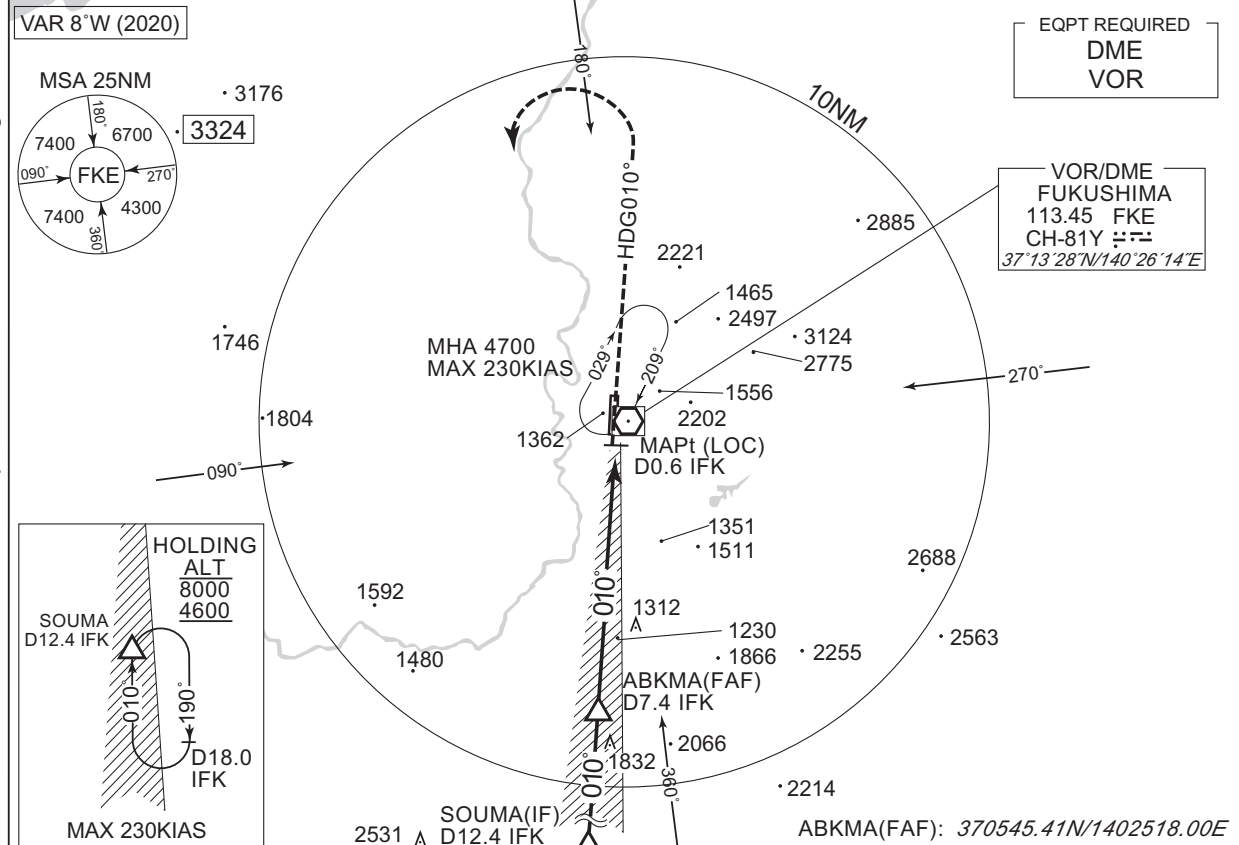 VAR 8°W (2020)
MSA 25NM
180°
7400
6700
090°
FKE
270°
7400
4300
360°
3176
3324
180°
10NM
EQPT REQUIRED
DME
VOR
VOR/DME
FUKUSHIMA
113.45 FKE
CH-81Y
37°13´28˝N/140°26´14˝E
HDG010°
2885
2221
1465
2497
3124
2775
1746
MHA 4700
MAX 230KIAS
029°
209°
1556
2202
270°
1804
1362
MAPt (LOC)
D0.6 IFK
090°
1351
1511
2688
1592
010°
1312
1230
1866
2255
2563
1480
ABKMA(FAF)
D7.4 IFK
2066
1832
010°
360°
2214
SOUMA(IF)
D12.4 IFK
2531
HOLDING
ALT
8000
4600
SOUMA
D12.4 IFK
010°
190°
D18.0
IFK
MAX 230KIAS
ABKMA(FAF): 370545.41N/1402518.00E